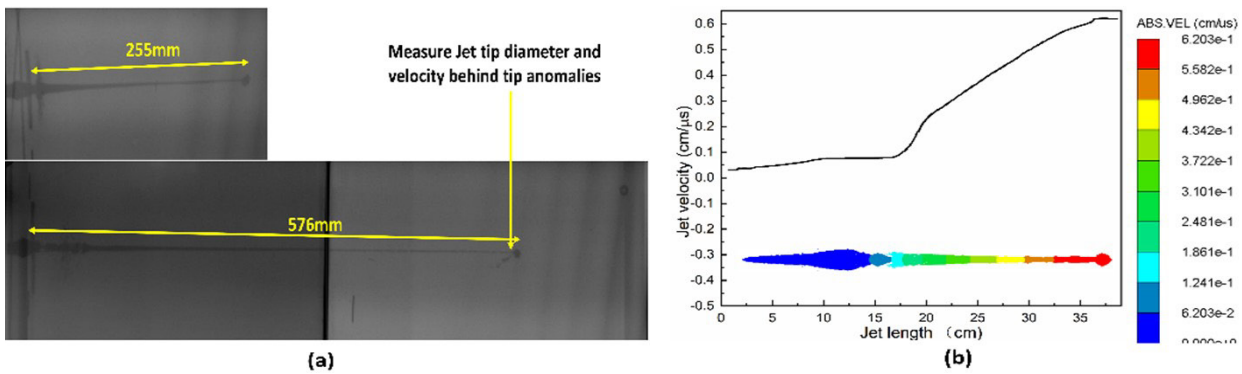 255mm
Measure Jet tip diameter and
velocity behind tip anomalies
576mm
(a)
Jet velocity (cm/μs)
0.6
0.5
0.4
0.3
0.2
0.1
0.0
-0.1
-0.2
-0.3
-0.4
-0.5
0 5 10 15 20 25 30 35
Jet length (cm)
ABS.VEL (cm/us)
6.203e-1
5.582e-1
4.962e-1
4.342e-1
3.722e-1
3.101e-1
2.481e-1
1.861e-1
1.241e-1
6.203e-2
(b)